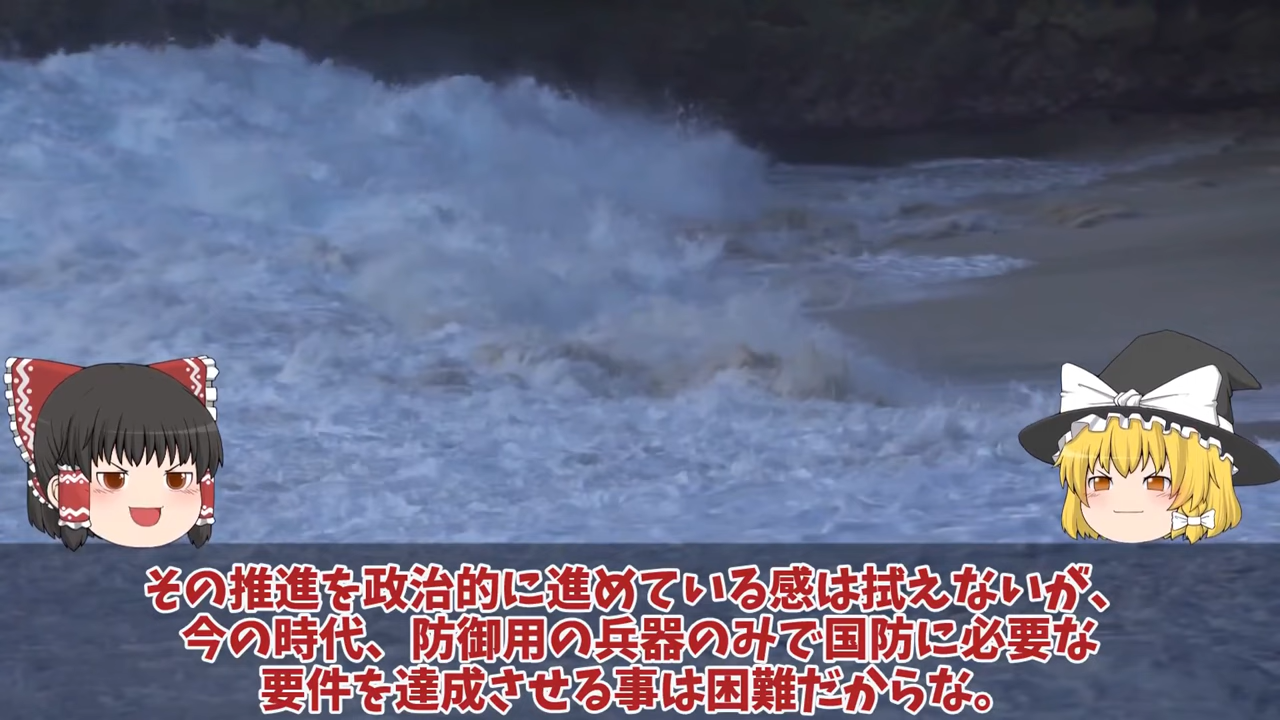 その推進を政治的に進めている感は拭えないが、
今の時代、防御用の兵器のみで国防に必要な
要件を達成させる事は困難だからな。